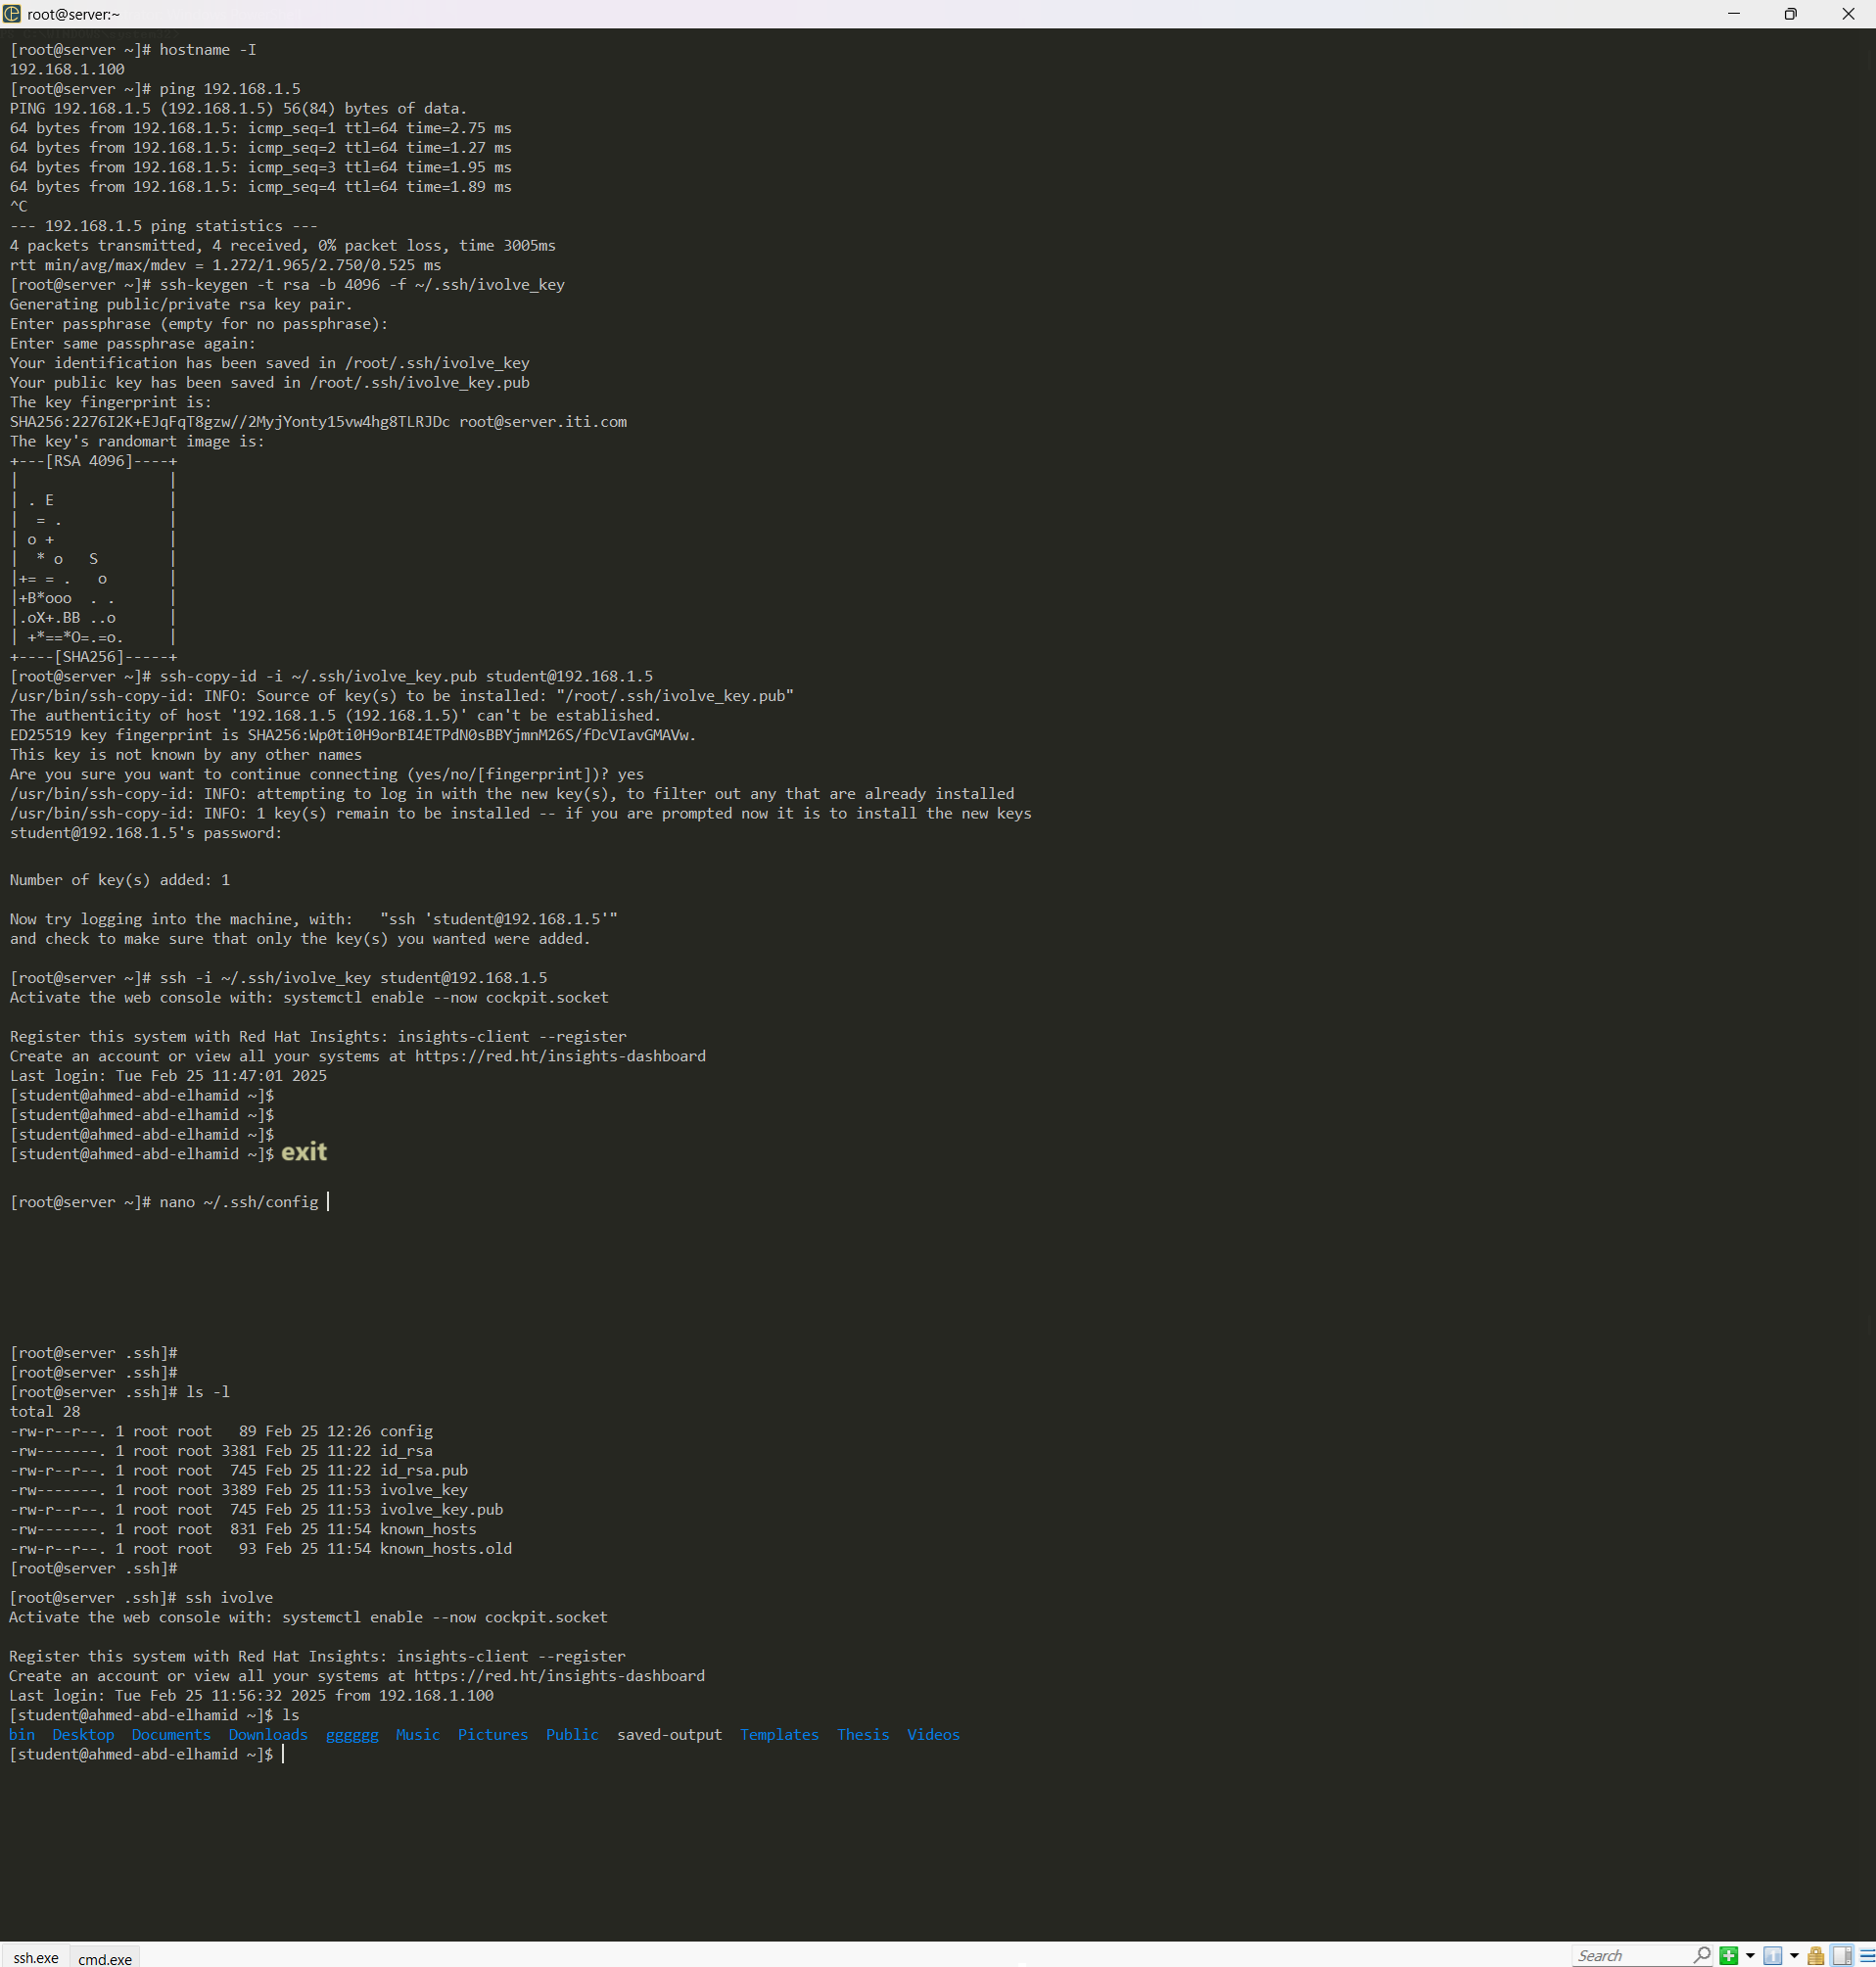 root@server:~
[root@server ~]# hostname -I
192.168.1.100
[root@server ~]# ping 192.168.1.5
PING 192.168.1.5 (192.168.1.5) 56(84) bytes of data.
64 bytes from 192.168.1.5: icmp_seq=1 ttl=64 time=2.75 ms
64 bytes from 192.168.1.5: icmp_seq=2 ttl=64 time=1.27 ms
64 bytes from 192.168.1.5: icmp_seq=3 ttl=64 time=1.95 ms
64 bytes from 192.168.1.5: icmp_seq=4 ttl=64 time=1.89 ms
^C
--- 192.168.1.5 ping statistics ---
4 packets transmitted, 4 received, 0% packet loss, time 3005ms
rtt min/avg/max/mdev = 1.272/1.965/2.750/0.525 ms
[root@server ~]# ssh-keygen -t rsa -b 4096 -f ~/.ssh/ivolve_key
Generating public/private rsa key pair.
Enter passphrase (empty for no passphrase):
Enter same passphrase again:
Your identification has been saved in /root/.ssh/ivolve_key
Your public key has been saved in /root/.ssh/ivolve_key.pub
The key fingerprint is:
SHA256:2276I2K+EJqFqT8gzw//2MyjYonty15vw4hg8TLRJDc root@server.iti.com
The key's randomart image is:
+---[RSA 4096]----+
|                 |
| . E             |
|  = .            |
| o +             |
|  * o   S        |
|+= = .   o       |
|+B*ooo  . .      |
|.oX+.BB ..o      |
| +*==*O=.=o.     |
+----[SHA256]-----+
[root@server ~]# ssh-copy-id -i ~/.ssh/ivolve_key.pub student@192.168.1.5
/usr/bin/ssh-copy-id: INFO: Source of key(s) to be installed: "/root/.ssh/ivolve_key.pub"
The authenticity of host '192.168.1.5 (192.168.1.5)' can't be established.
ED25519 key fingerprint is SHA256:Wp0ti0H9orBI4ETPdN0sBBYjmnM26S/fDcVIavGMAVw.
This key is not known by any other names
Are you sure you want to continue connecting (yes/no/[fingerprint])? yes
/usr/bin/ssh-copy-id: INFO: attempting to log in with the new key(s), to filter out any that are already installed
/usr/bin/ssh-copy-id: INFO: 1 key(s) remain to be installed -- if you are prompted now it is to install the new keys
student@192.168.1.5's password:
Number of key(s) added: 1
Now try logging into the machine, with:   "ssh 'student@192.168.1.5'"
and check to make sure that only the key(s) you wanted were added.
[root@server ~]# ssh -i ~/.ssh/ivolve_key student@192.168.1.5
Activate the web console with: systemctl enable --now cockpit.socket
Register this system with Red Hat Insights: insights-client --register
Create an account or view all your systems at https://red.ht/insights-dashboard
Last login: Tue Feb 25 11:47:01 2025
[student@ahmed-abd-elhamid ~]$
[student@ahmed-abd-elhamid ~]$
[student@ahmed-abd-elhamid ~]$
[student@ahmed-abd-elhamid ~]$ exit
[root@server ~]# nano ~/.ssh/config
[root@server .ssh]#
[root@server .ssh]#
[root@server .ssh]# ls -l
total 28
-rw-r--r--. 1 root root   89 Feb 25 12:26 config
-rw-------. 1 root root 3381 Feb 25 11:22 id_rsa
-rw-r--r--. 1 root root  745 Feb 25 11:22 id_rsa.pub
-rw-------. 1 root root 3389 Feb 25 11:53 ivolve_key
-rw-r--r--. 1 root root  745 Feb 25 11:53 ivolve_key.pub
-rw-------. 1 root root  831 Feb 25 11:54 known_hosts
-rw-r--r--. 1 root root   93 Feb 25 11:54 known_hosts.old
[root@server .ssh]#
[root@server .ssh]# ssh ivolve
Activate the web console with: systemctl enable --now cockpit.socket
Register this system with Red Hat Insights: insights-client --register
Create an account or view all your systems at https://red.ht/insights-dashboard
Last login: Tue Feb 25 11:56:32 2025 from 192.168.1.100
[student@ahmed-abd-elhamid ~]$ ls
bin  Desktop  Documents  Downloads  gggggg  Music  Pictures  Public  saved-output  Templates  Thesis  Videos
[student@ahmed-abd-elhamid ~]$
ssh.exe cmd.exe Search